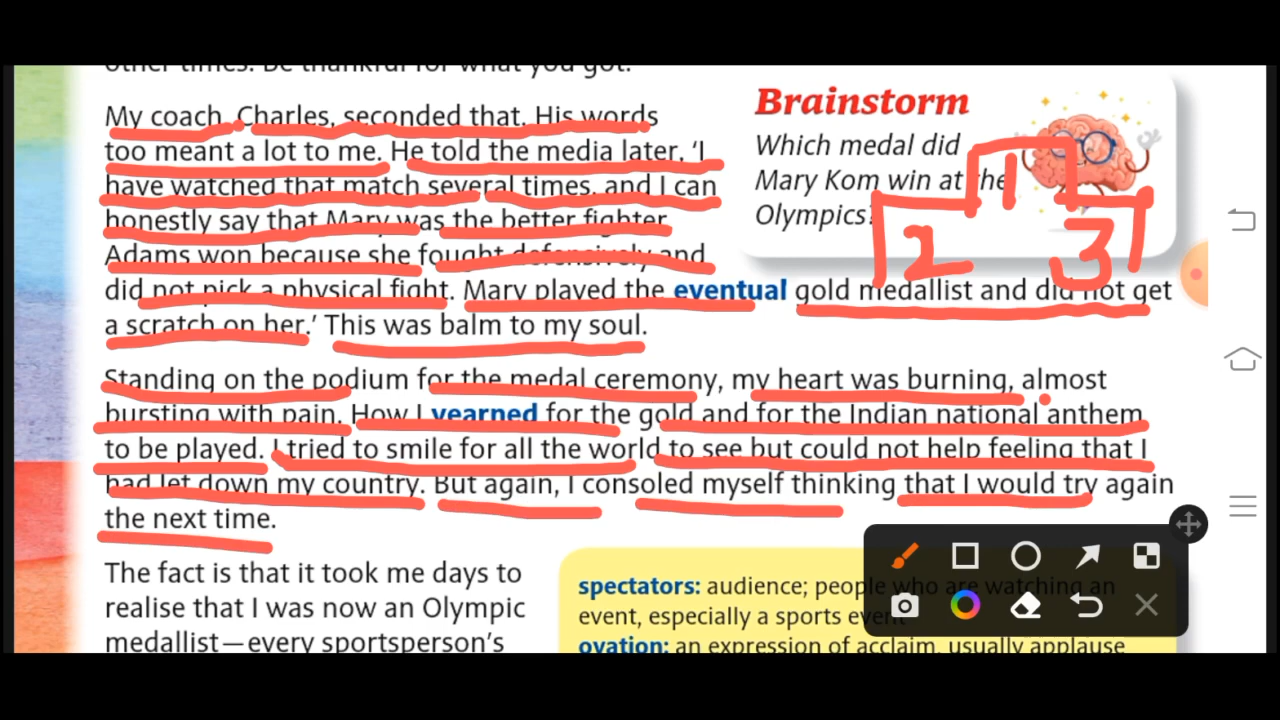 other times. Be thankful for what you got.
My coach, Charles, seconded that. His words
too meant a lot to me. He told the media later, ‘I
have watched that match several times, and I can
honestly say that Mary was the better fighter.
Adams won because she fought defensively and
did not pick a physical fight. Mary played the eventual gold medallist and did not get
a scratch on her.’ This was balm to my soul.
Brainstorm
Which medal did
Mary Kom win at the
Olympics?
1
2 3
Standing on the podium for the medal ceremony, my heart was burning, almost
bursting with pain. How I yearned for the gold and for the Indian national anthem
to be played. I tried to smile for all the world to see but could not help feeling that I
had let down my country. But again, I consoled myself thinking that I would try again
the next time.
The fact is that it took me days to
realise that I was now an Olympic
medallist—every sportsperson’s
spectators: audience; people who are watching an
event, especially a sports event
ovation: an expression of acclaim, usually applause